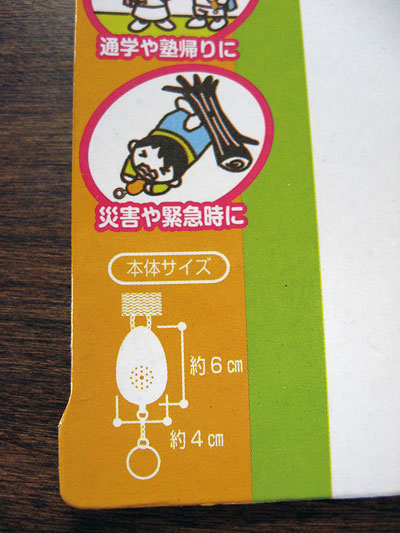 通学や塾帰りに
災害や緊急時に
本体サイズ
約6㎝
約4㎝